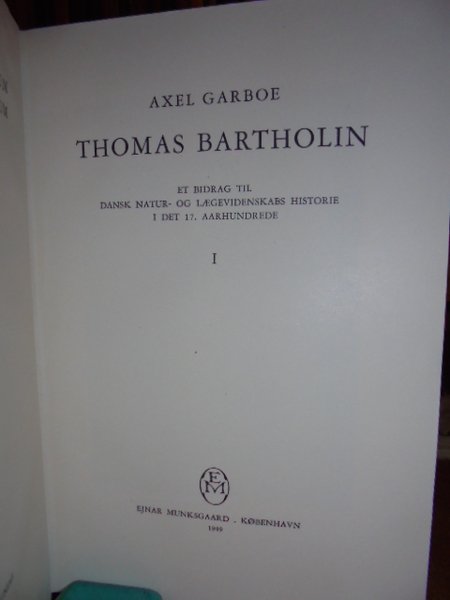 AXEL GARBOE
THOMAS BARTHOLIN
ET BIDRAG TIL
DANSK NATUR- OG LÆGEVIDENSKABS HISTORIE
I DET 17. AARHUNDREDE
I
EM
EJNAR MUNKSGAARD . KØBENHAVN
1949